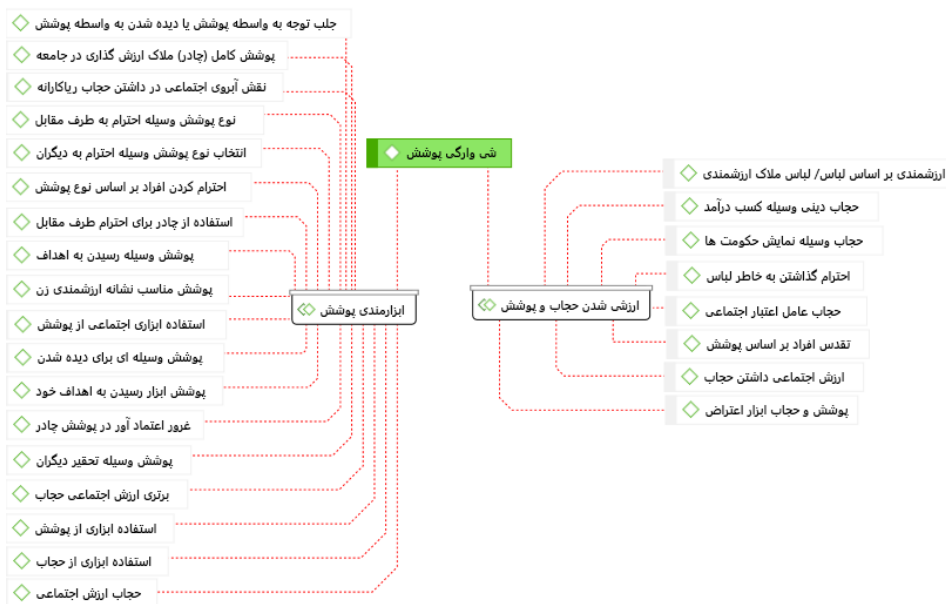 شی وارگی پوشش
ارزشی شدن حجاب و پوشش
ارزشمندی بر اساس لباس/ لباس ملاک ارزشمندی
حجاب دینی وسیله کسب درآمد
حجاب وسیله نمایش حکومت ها
احترام گذاشتن به خاطر لباس
حجاب عامل اعتبار اجتماعی
تقدس افراد بر اساس پوشش
ارزش اجتماعی داشتن حجاب
پوشش و حجاب ابزار اعتراض
ابزارمندی پوشش
جلب توجه به واسطه پوشش یا دیده شدن به واسطه پوشش
پوشش کامل (چادر) ملاک ارزش گذاری در جامعه
نقش آبروی اجتماعی در داشتن حجاب ریاکارانه
نوع پوشش وسیله احترام به طرف مقابل
انتخاب نوع پوشش وسیله احترام به دیگران
احترام کردن افراد بر اساس نوع پوشش
استفاده از چادر برای احترام طرف مقابل
پوشش وسیله رسیدن به اهداف
پوشش مناسب نشانه ارزشمندی زن
استفاده ابزاری اجتماعی از پوشش
پوشش وسیله ای برای دیده شدن
پوشش ابزار رسیدن به اهداف خود
غرور اعتماد آور در پوشش چادر
پوشش وسیله تحقیر دیگران
برتری ارزش اجتماعی حجاب
استفاده ابزاری از پوشش
استفاده ابزاری از حجاب
حجاب ارزش اجتماعی